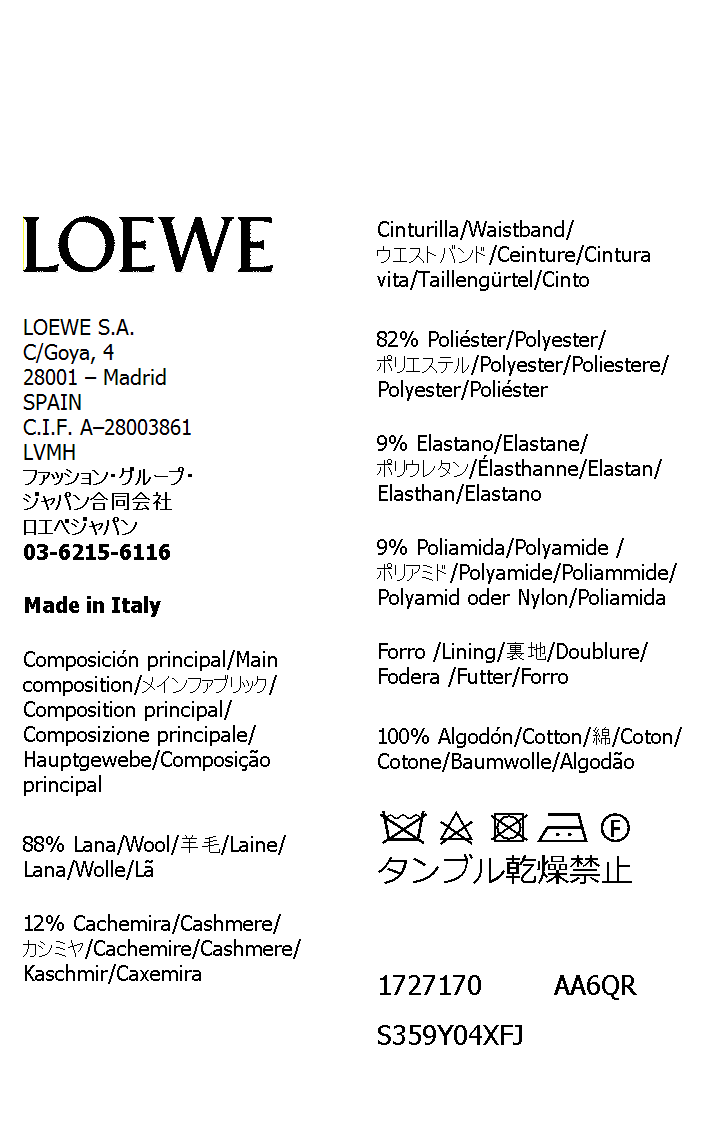 LOEWE
LOEWE S.A.
C/Goya, 4
28001 – Madrid
SPAIN
C.I.F. A–28003861
LVMH
ファッション・グループ・
ジャパン合同会社
ロエベジャパン
03-6215-6116
Made in Italy
Composición principal/Main
composition/メインファブリック/
Composition principal/
Composizione principale/
Hauptgewebe/Composição
principal
88% Lana/Wool/羊毛/Laine/
Lana/Wolle/Lã
12% Cachemira/Cashmere/
カシミヤ/Cachemire/Cashmere/
Kaschmir/Caxemira
Cinturilla/Waistband/
ウエストバンド/Ceinture/Cintura
vita/Taillengürtel/Cinto
82% Poliéster/Polyester/
ポリエステル/Polyester/Poliestere/
Polyester/Poliéster
9% Elastano/Elastane/
ポリウレタン/Élasthanne/Elastan/
Elasthan/Elastano
9% Poliamida/Polyamide /
ポリアミド/Polyamide/Poliammide/
Polyamid oder Nylon/Poliamida
Forro /Lining/裏地/Doublure/
Fodera /Futter/Forro
100% Algodón/Cotton/綿/Coton/
Cotone/Baumwolle/Algodão
F
タンブル乾燥禁止
1727170 AA6QR
S359Y04XFJ